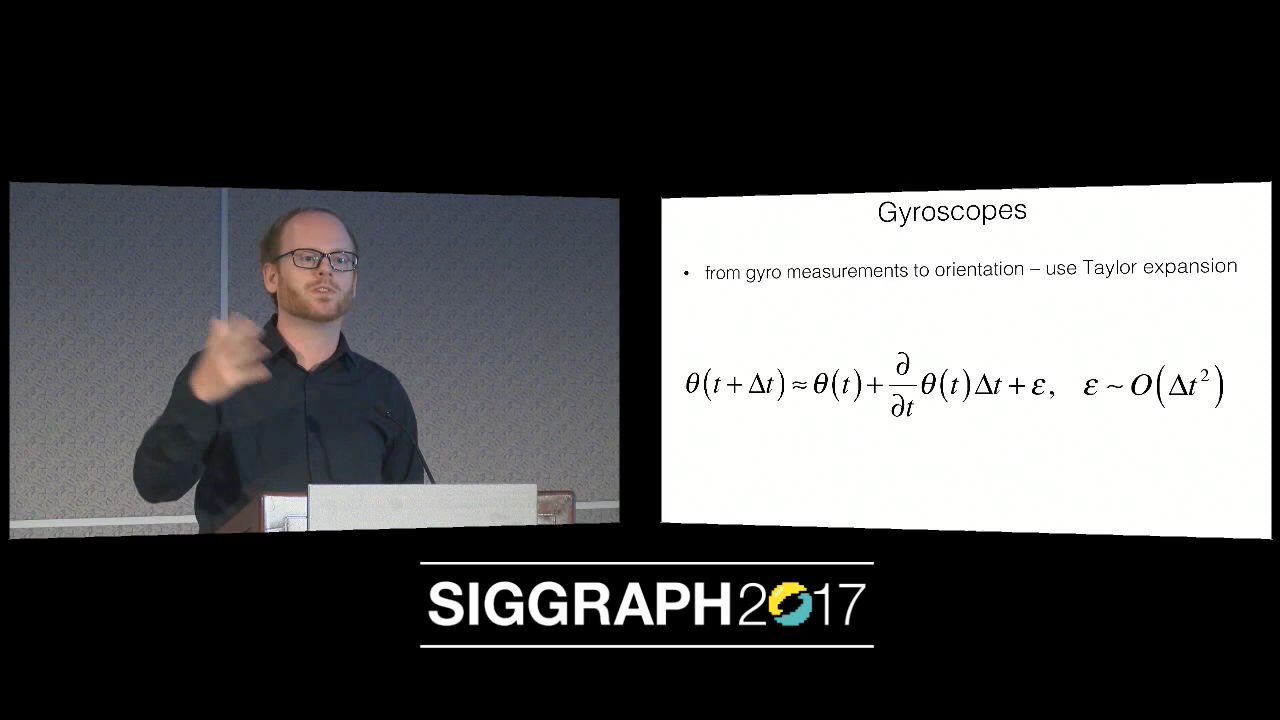 Gyroscopes
• from gyro measurements to orientation – use Taylor expansion
θ(t + Δt) ≈ θ(t) + ∂/∂t θ(t)Δt + ε, ε ~ O(Δt²)
SIGGRAPH2017